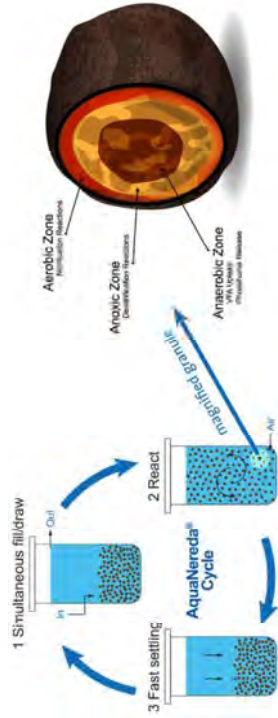 1 Simultaneous fill/draw
Out
In
AquaNereda®
Cycle
2 React
Air
3 Fast settling
magnified granule
Aerobic Zone
Nitrification Reactions
Anoxic Zone
Denitrification Reactions
Anaerobic Zone
VFA Uptake
Phosphorus Release